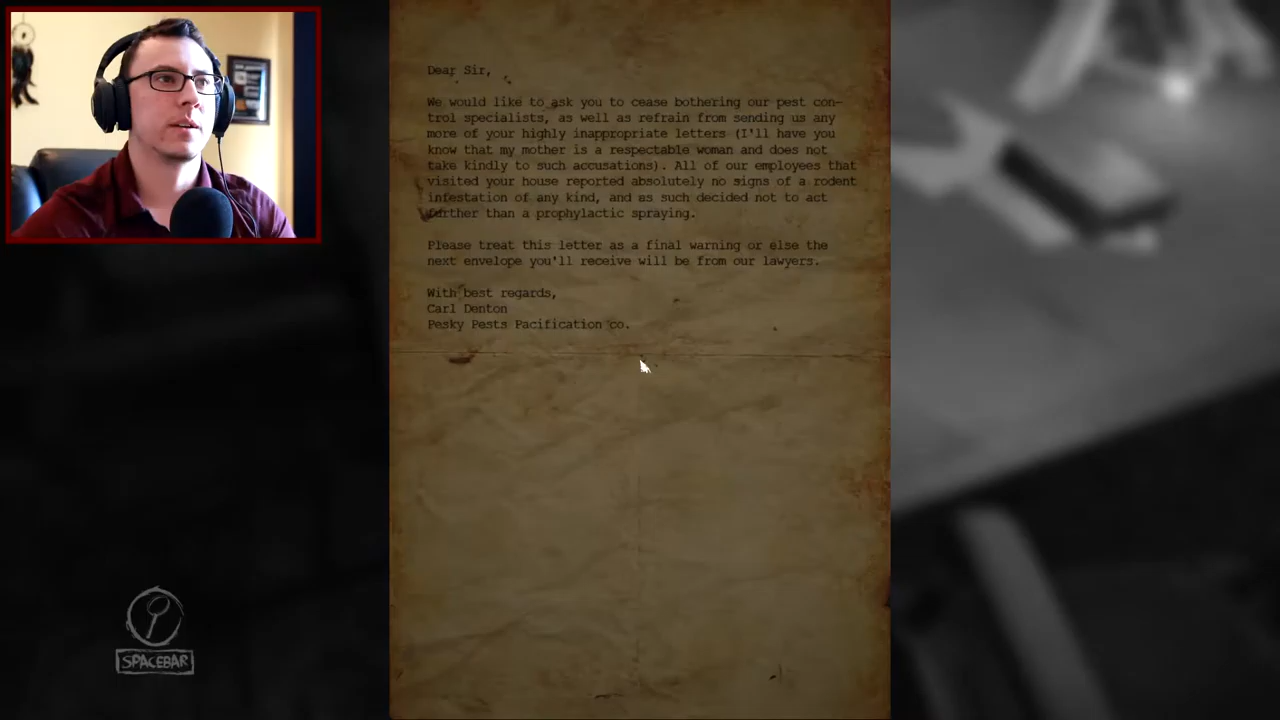 Dear Sir,
We would like to ask you to cease bothering our pest con-
trol specialists, as well as refrain from sending us any
more of your highly inappropriate letters (I'll have you
know that my mother is a respectable woman and does not
take kindly to such accusations). All of our employees that
visited your house reported absolutely no signs of a rodent
infestation of any kind, and as such decided not to act
further than a prophylactic spraying.
Please treat this letter as a final warning or else the
next envelope you'll receive will be from our lawyers.
With best regards,
Carl Denton
Pesky Pests Pacification co.
SPACEBAR